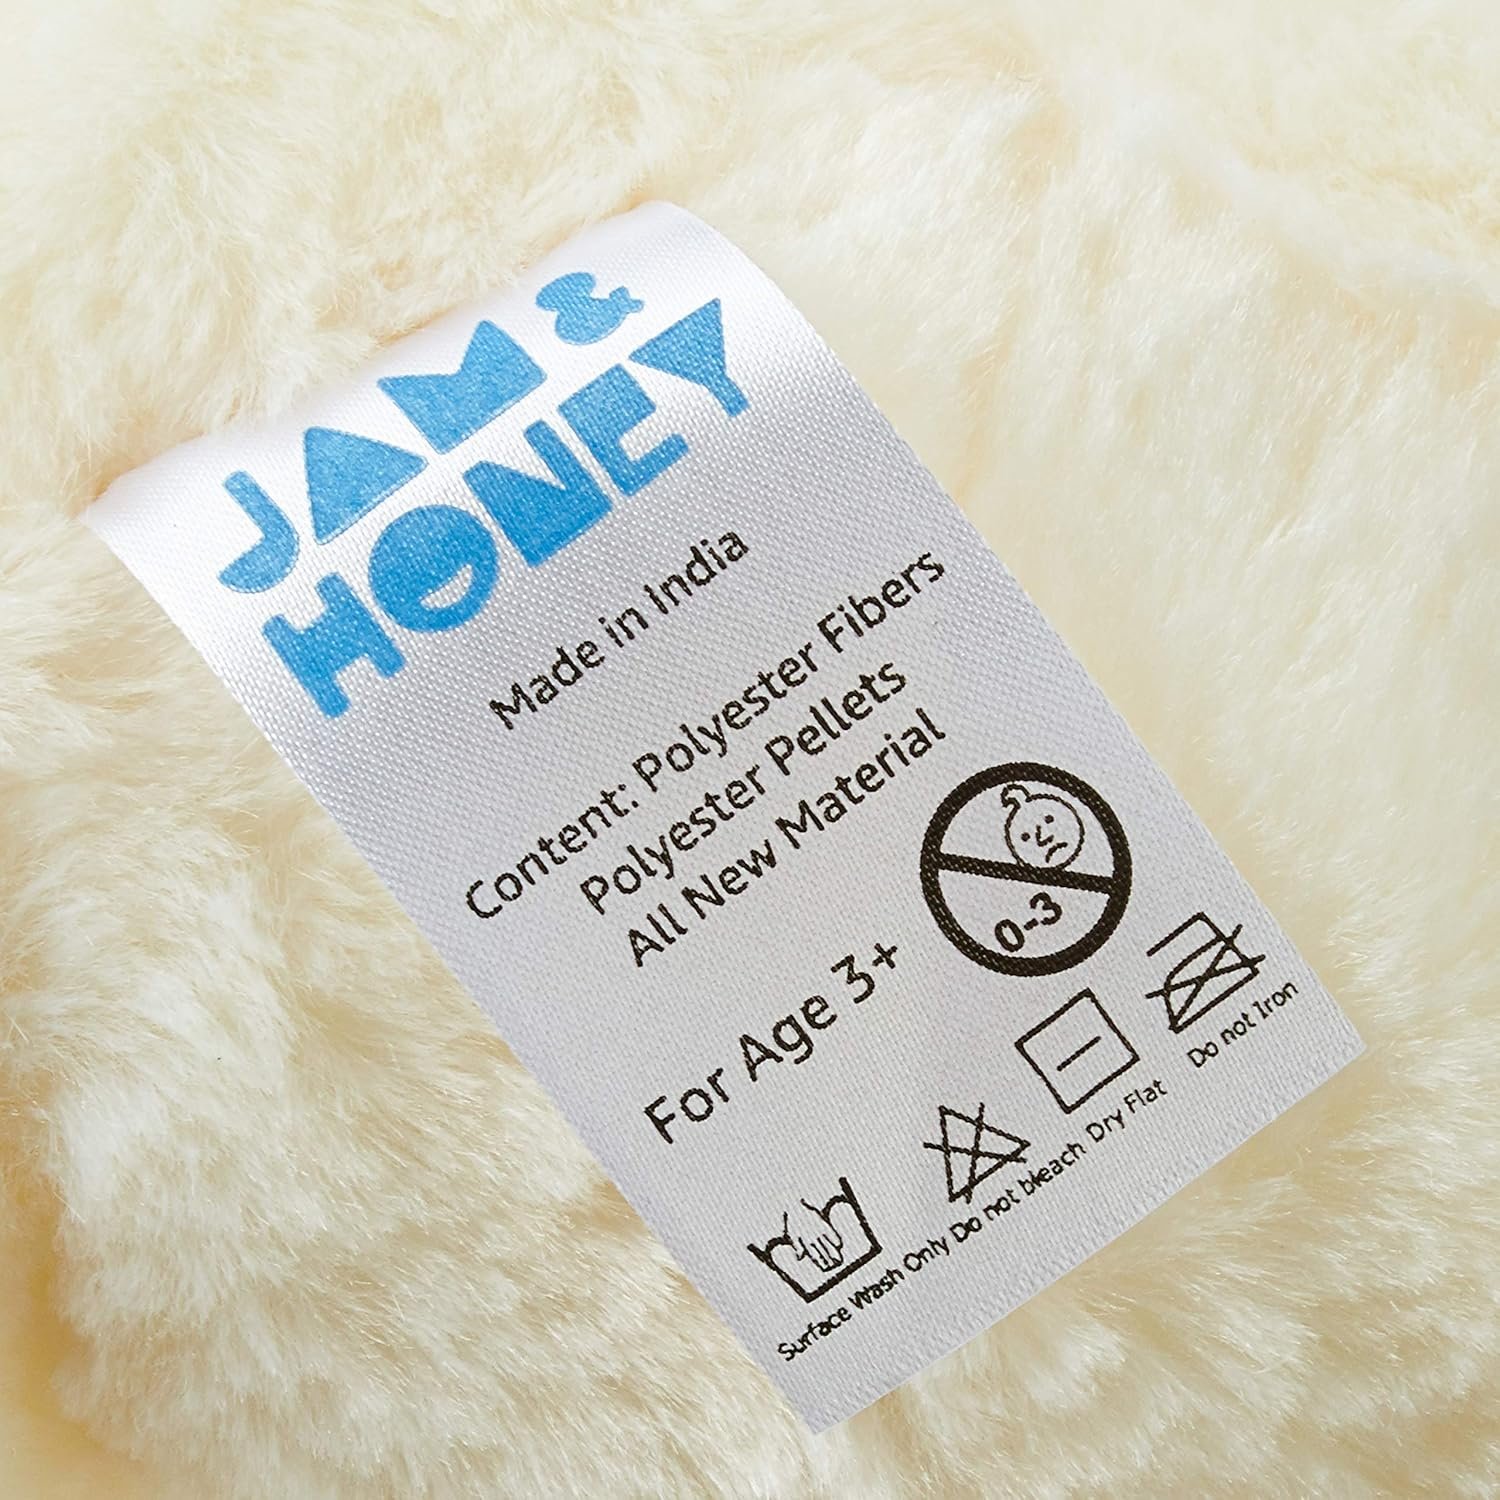 JAM &
HONEY
Made in India
Content: Polyester Fibers
Polyester Pellets
All New Material
0-3
For Age 3+
Surface Wash Only Do not bleach Dry Flat Do not Iron